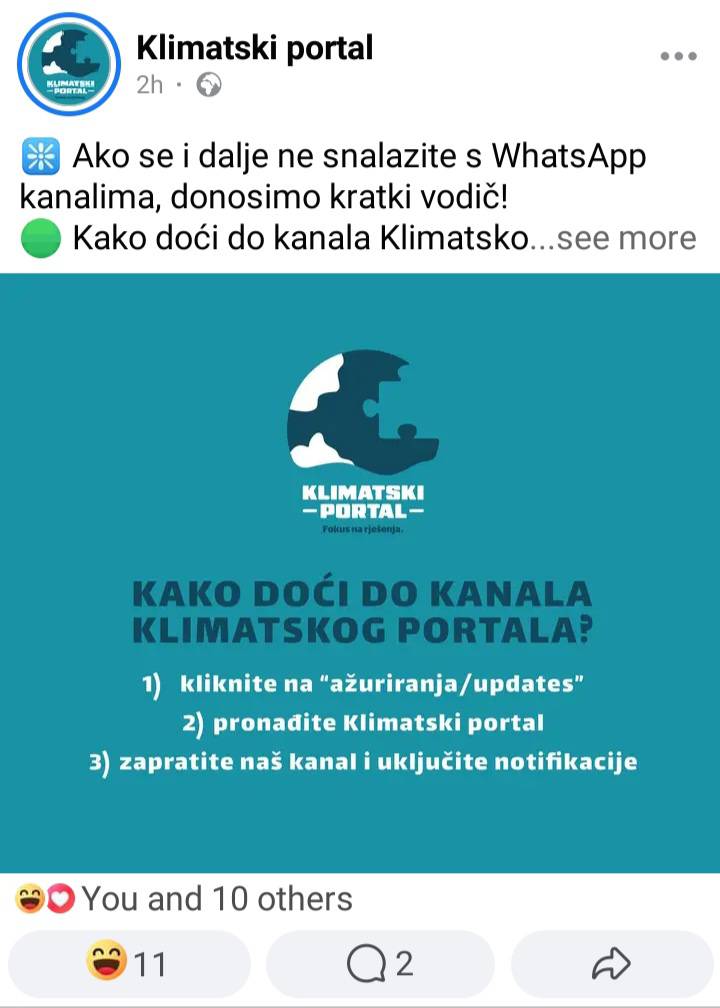 KLIMATSKI
–PORTAL–
Klimatski portal
2h ·
Ako se i dalje ne snalazite s WhatsApp
kanalima, donosimo kratki vodič!
Kako doći do kanala Klimatsko...see more
KLIMATSKI
–PORTAL–
Fokus na rješenja.
KAKO DOĆI DO KANALA
KLIMATSKOG PORTALA?
1) kliknite na "ažuriranja/updates"
2) pronađite Klimatski portal
3) zapratite naš kanal i uključite notifikacije
You and 10 others
11
2